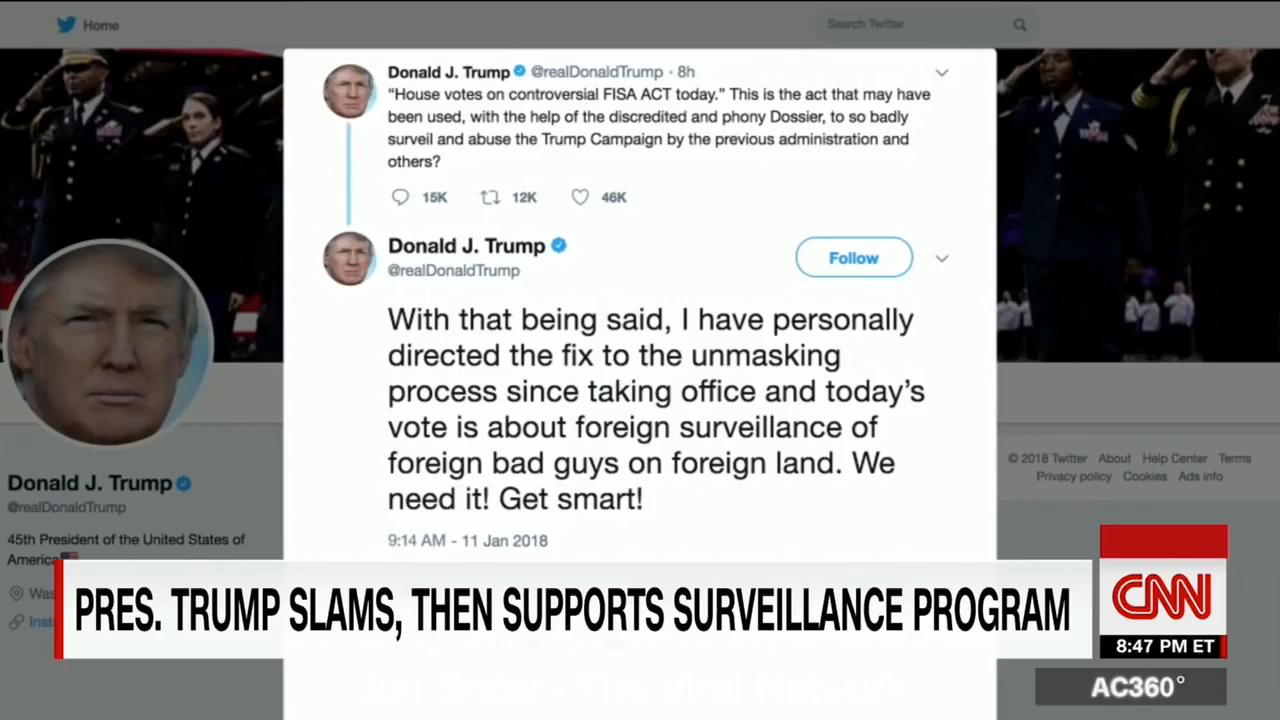 Home
Search Twitter
Donald J. Trump @realDonaldTrump · 8h
"House votes on controversial FISA ACT today." This is the act that may have
been used, with the help of the discredited and phony Dossier, to so badly
surveil and abuse the Trump Campaign by the previous administration and
others?
15K 12K 46K
Donald J. Trump
@realDonaldTrump
Follow
With that being said, I have personally
directed the fix to the unmasking
process since taking office and today's
vote is about foreign surveillance of
foreign bad guys on foreign land. We
need it! Get smart!
9:14 AM - 11 Jan 2018
Donald J. Trump
@realDonaldTrump
45th President of the United States of
America
© 2018 Twitter About Help Center Terms
Privacy policy Cookies Ads info
PRES. TRUMP SLAMS, THEN SUPPORTS SURVEILLANCE PROGRAM
CNN
8:47 PM ET
AC360°